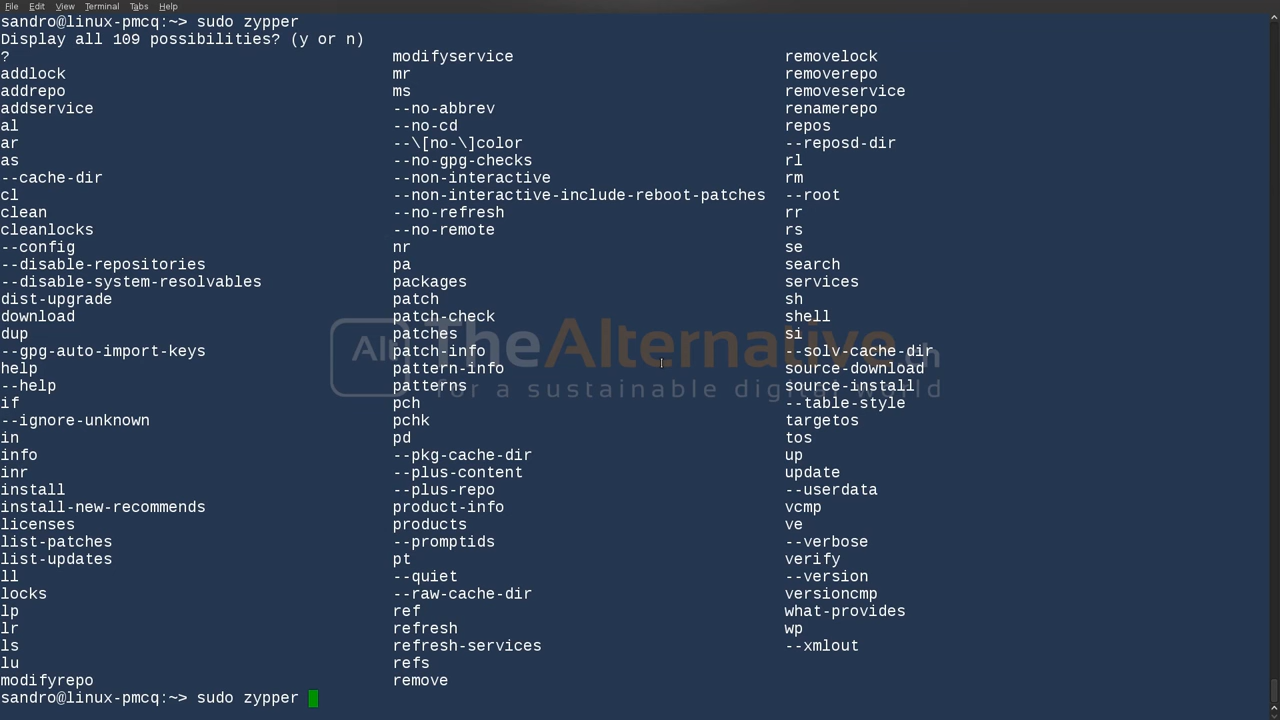 File Edit View Terminal Tabs Help
sandro@linux-pmcq:~> sudo zypper
Display all 109 possibilities? (y or n)
? modifyservice removelock
addlock mr removerepo
addrepo ms removeservice
addservice --no-abbrev renamerepo
al --no-cd repos
ar --\[no-\]color --reposd-dir
as --no-gpg-checks rl
--cache-dir --non-interactive rm
cl --non-interactive-include-reboot-patches --root
clean --no-refresh rr
cleanlocks --no-remote rs
--config nr se
--disable-repositories pa search
--disable-system-resolvables packages services
dist-upgrade patch sh
download patch-check shell
dup patches si
--gpg-auto-import-keys patch-info --solv-cache-dir
help pattern-info source-download
--help patterns source-install
if pch --table-style
--ignore-unknown pchk targetos
in pd tos
info --pkg-cache-dir up
inr --plus-content update
install --plus-repo --userdata
install-new-recommends product-info vcmp
licenses products ve
list-patches --promptids --verbose
list-updates pt verify
ll --quiet --version
locks --raw-cache-dir versioncmp
lp ref what-provides
lr refresh wp
ls refresh-services --xmlout
lu refs
modifyrepo remove
sandro@linux-pmcq:~> sudo zypper
Alt TheAlternative.ch
for a sustainable digital world